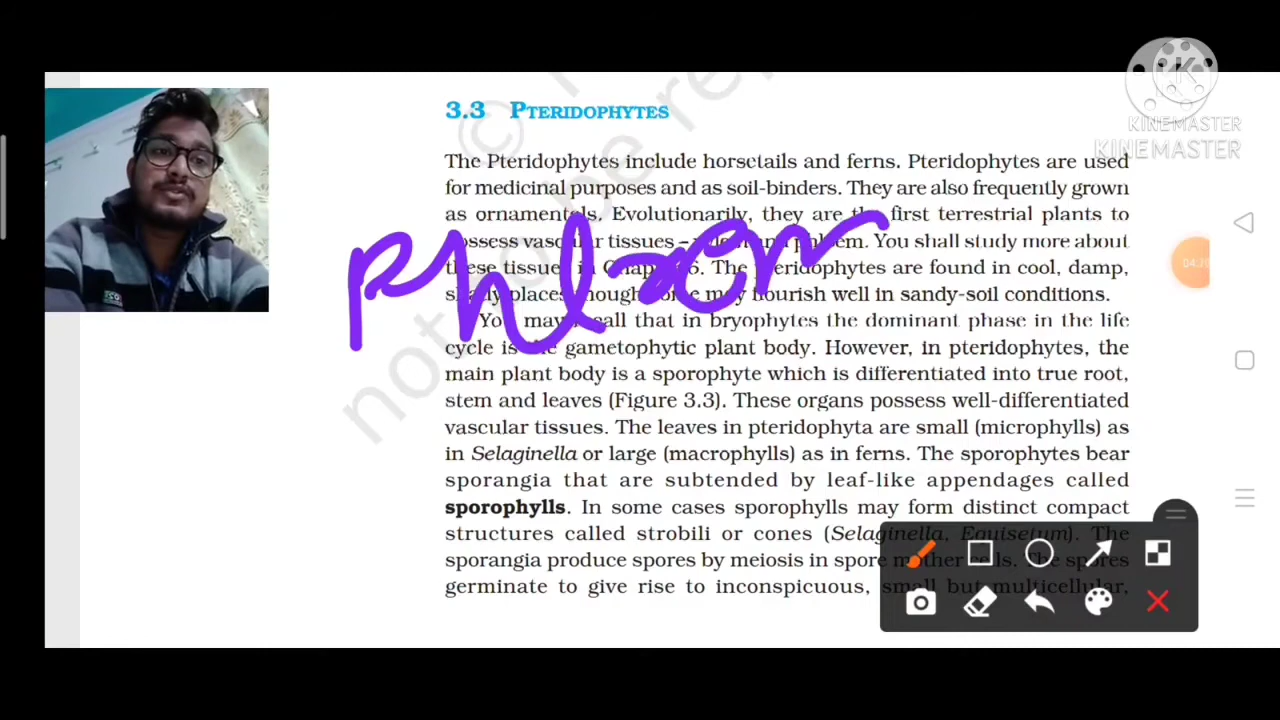 KINEMASTER
KINEMASTER
3.3 PTERIDOPHYTES
The Pteridophytes include horsetails and ferns. Pteridophytes are used
for medicinal purposes and as soil-binders. They are also frequently grown
as ornamentals. Evolutionarily, they are the first terrestrial plants to
possess vascular tissues – and phloem. You shall study more about
these tissues in 6. The pteridophytes are found in cool, damp,
shady places though some may flourish well in sandy-soil conditions.
You may recall that in bryophytes the dominant phase in the life
cycle is the gametophytic plant body. However, in pteridophytes, the
main plant body is a sporophyte which is differentiated into true root,
stem and leaves (Figure 3.3). These organs possess well-differentiated
vascular tissues. The leaves in pteridophyta are small (microphylls) as
in Selaginella or large (macrophylls) as in ferns. The sporophytes bear
sporangia that are subtended by leaf-like appendages called
sporophylls. In some cases sporophylls may form distinct compact
structures called strobili or cones (Selaginella, Equisetum). The
sporangia produce spores by meiosis in spore mother cells. The spores
germinate to give rise to inconspicuous, small but multicellular,
not be rep